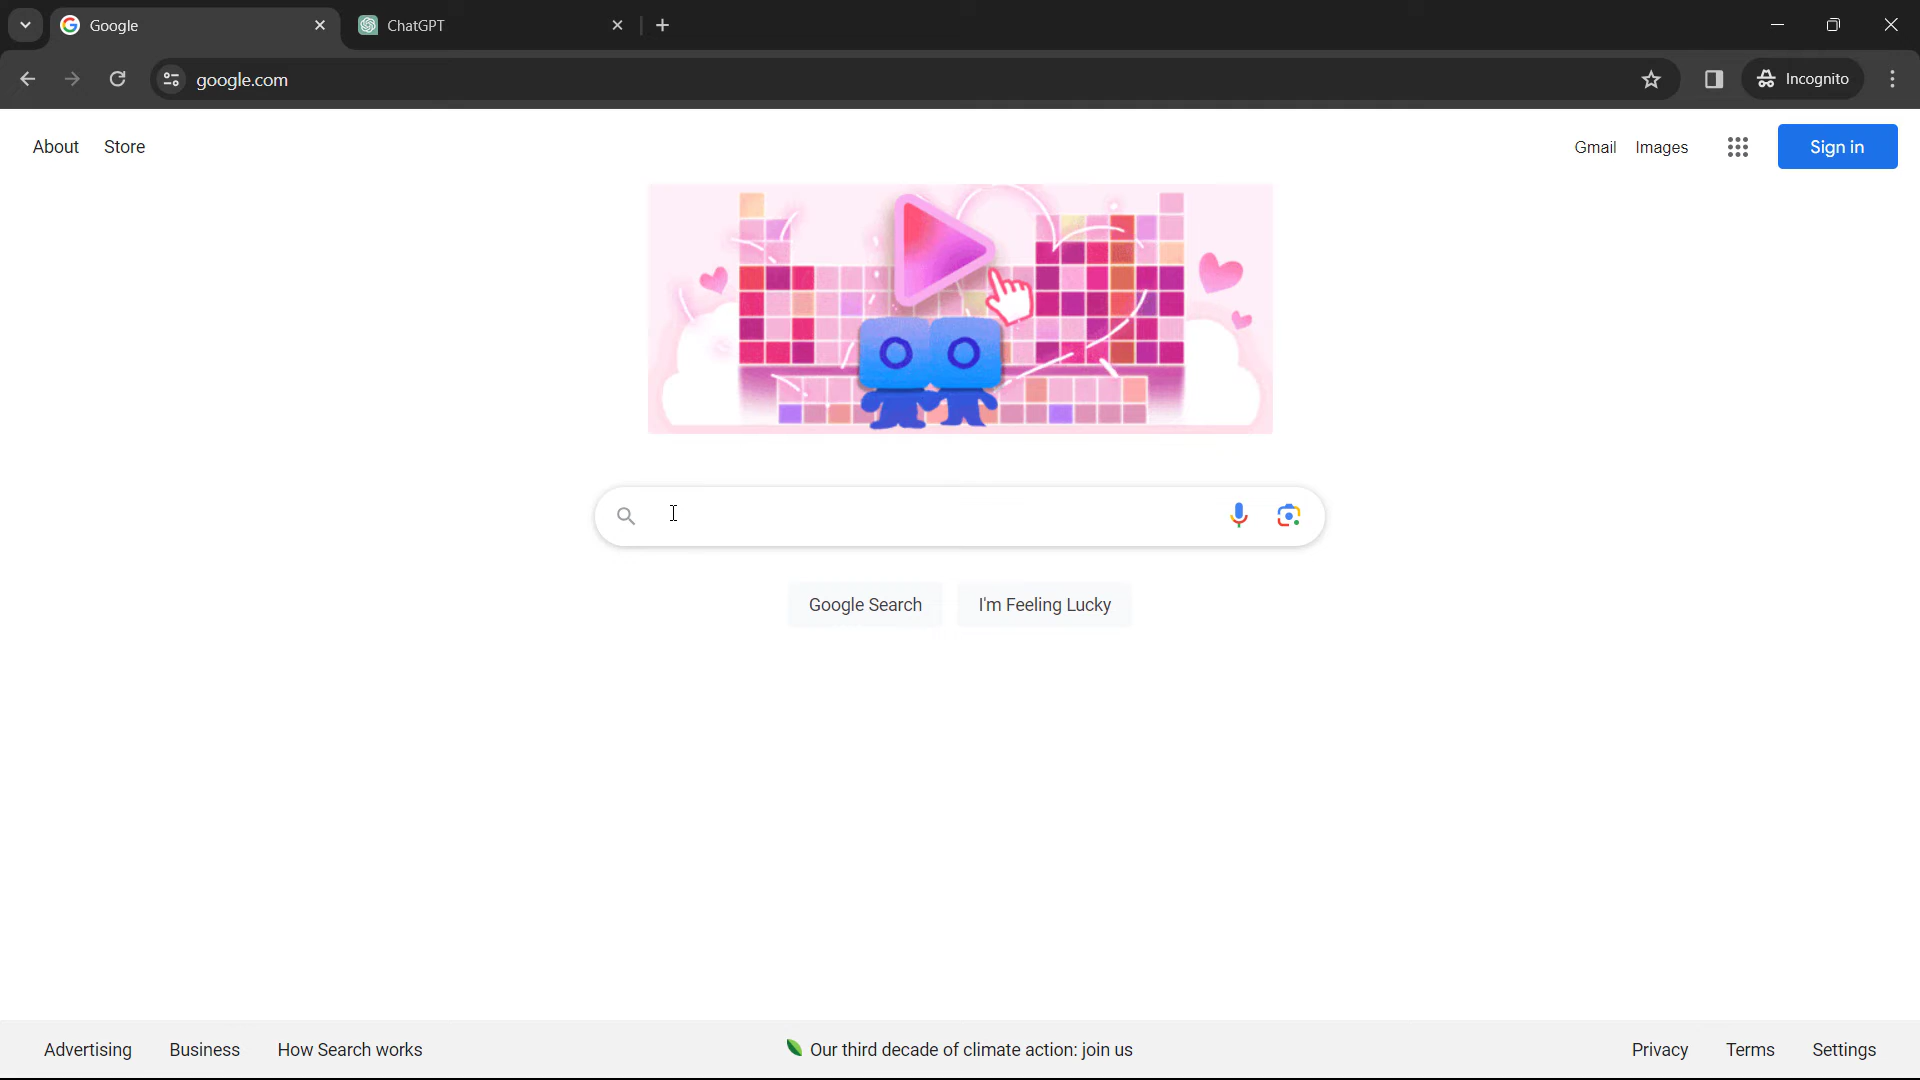 Google
ChatGPT
google.com
Incognito
About
Store
Gmail
Images
Sign in
Google Search
I'm Feeling Lucky
Advertising
Business
How Search works
Our third decade of climate action: join us
Privacy
Terms
Settings